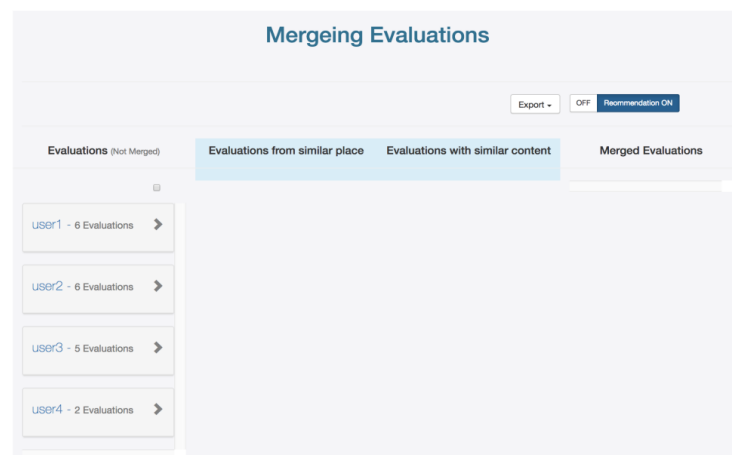 Mergeing Evaluations
Export
OFF Reommendation ON
Evaluations (Not Merged) Evaluations from similar place Evaluations with similar content Merged Evaluations
user1 - 6 Evaluations
user2 - 6 Evaluations
user3 - 5 Evaluations
user4 - 2 Evaluations